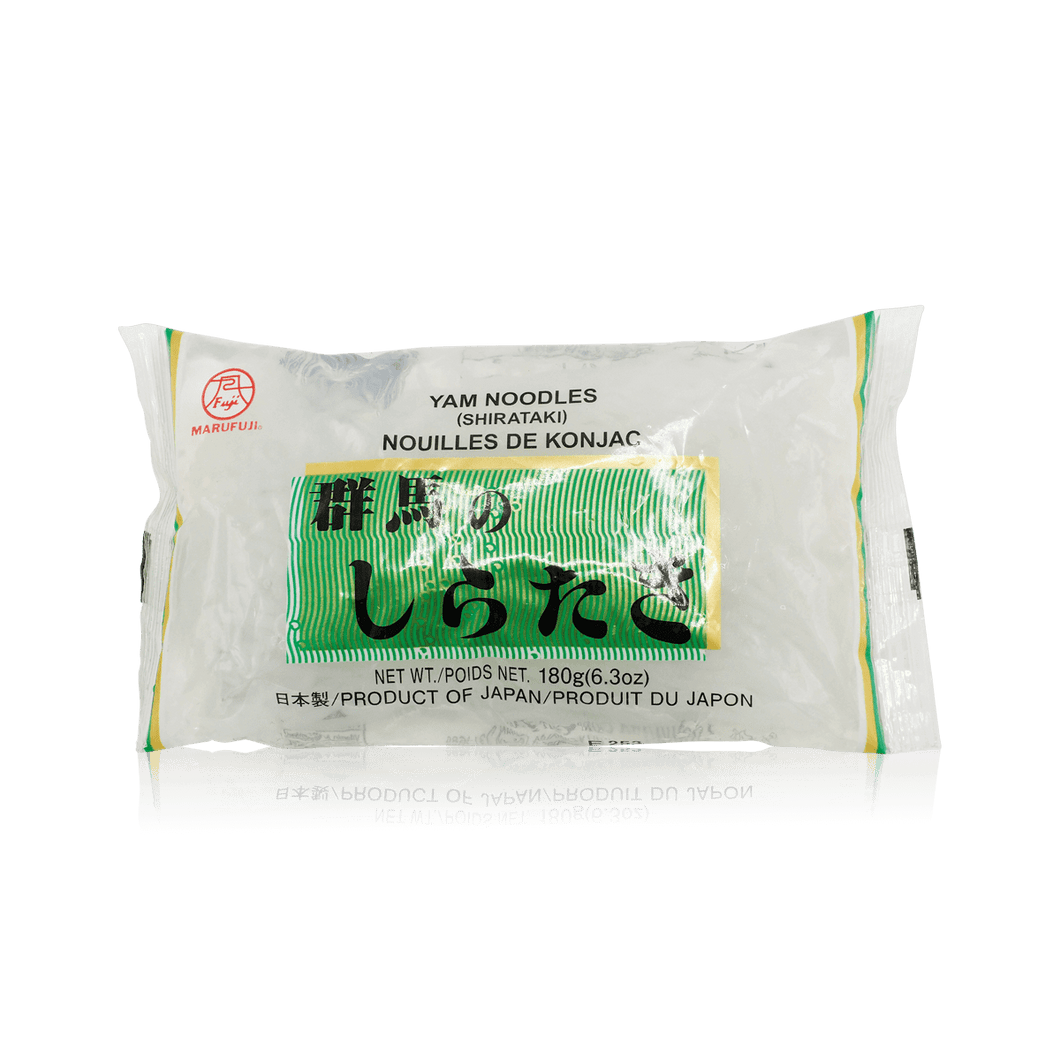 Fuji
MARUFUJI
YAM NOODLES
(SHIRATAKI)
NOUILLES DE KONJAC
群馬の
しらたき
NET WT./POIDS NET. 180g(6.3oz)
日本製/PRODUCT OF JAPAN/PRODUIT DU JAPON